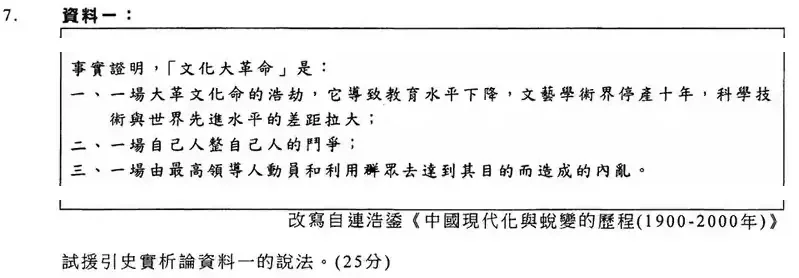 7. 資料一：
事實證明，「文化大革命」是：
一、一場大革文化命的浩劫，它導致教育水平下降，文藝學術界停產十年，科學技
術與世界先進水平的差距拉大；
二、一場自己人整自己人的鬥爭；
三、一場由最高領導人動員和利用群眾去達到其目的而造成的內亂。
改寫自連浩鋈《中國現代化與蛻變的歷程(1900-2000年)》
試援引史實析論資料一的說法。(25分)